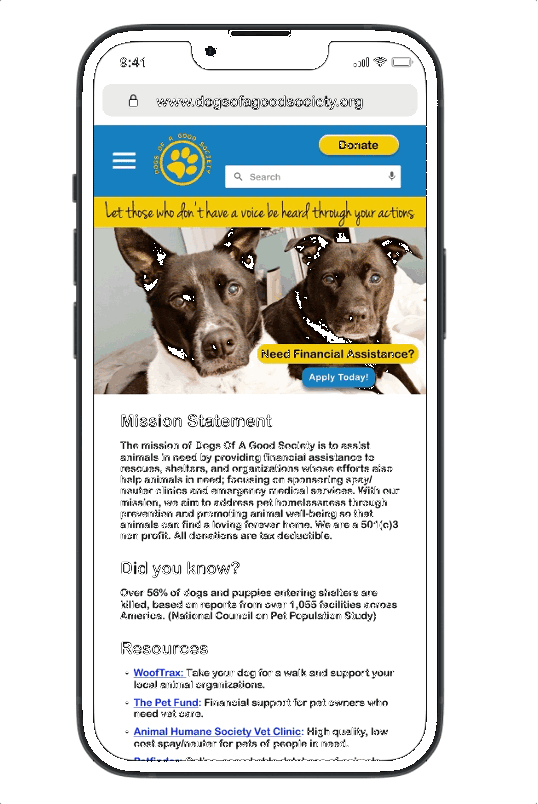 9:41
www.dogsofagoodsociety.org
DOGS OF A GOOD SOCIETY
Donate
Search
Let those who don't have a voice be heard through your actions
Need Financial Assistance?
Apply Today!
Mission Statement
The mission of Dogs Of A Good Society is to assist
animals in need by providing financial assistance to
rescues, shelters, and organizations whose efforts also
help animals in need; focusing on sponsoring spay/
neuter clinics and emergency medical services. With our
mission, we aim to address pet homelessness through
prevention and promoting animal well-being so that
animals can find a loving forever home. We are a 501(c)3
non profit. All donations are tax deductible.
Did you know?
Over 56% of dogs and puppies entering shelters are
killed, based on reports from over 1,055 facilities across
America. (National Council on Pet Population Study)
Resources
◦ WoofTrax: Take your dog for a walk and support your
local animal organizations.
◦ The Pet Fund: Financial support for pet owners who
need vet care.
◦ Animal Humane Society Vet Clinic: High quality, low
cost spay/neuter for pets of people in need.